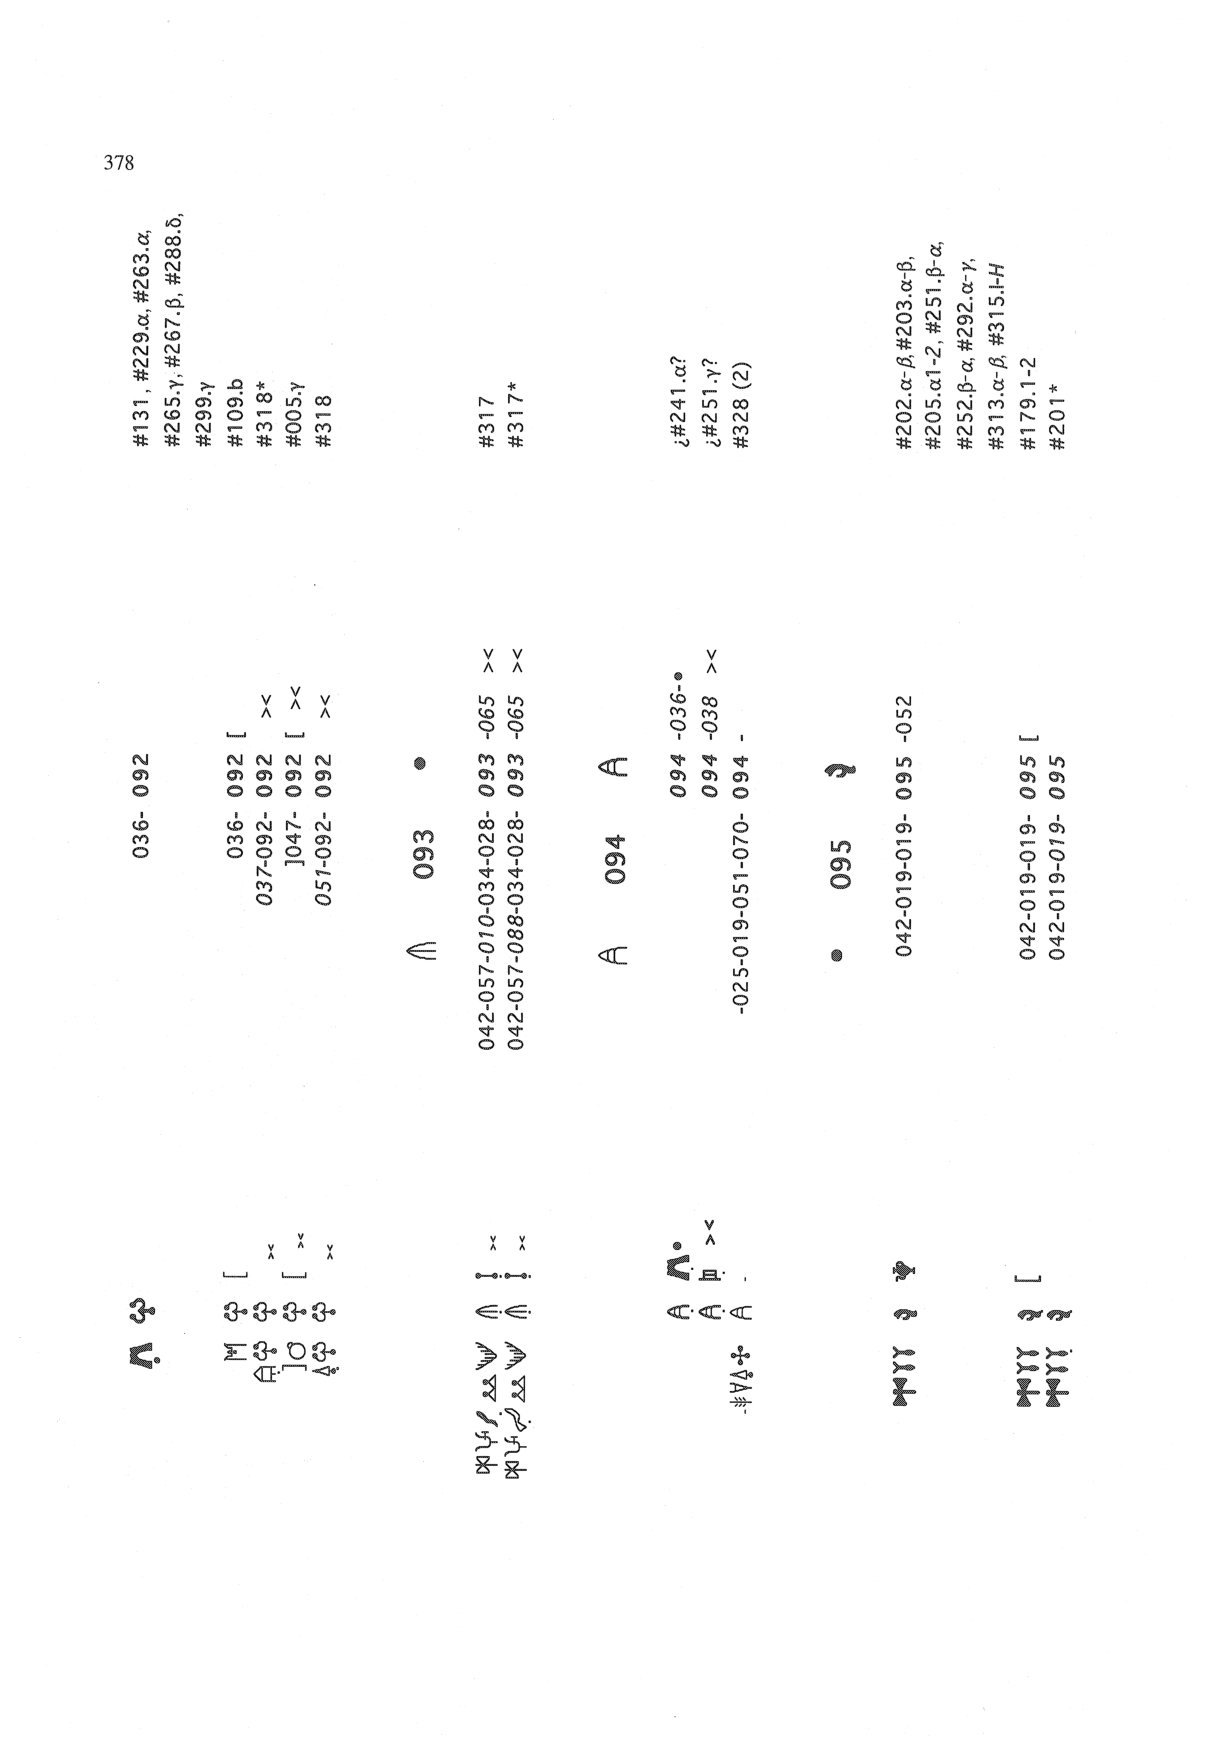 378
036- 092 #131, #229.α, #263.α,
#265.γ, #267.β, #288.δ,
#299.γ
036- 092 [ #109.b
037-092- 092 >< #318*
]047- 092 [ >< #005.γ
051-092- 092 >< #318
093 •
042-057-010-034-028- 093 -065 >< #317
042-057-088-034-028- 093 -065 >< #317*
094
094 -036-• ¿#241.α?
094 -038 >< ¿#251.γ?
-025-019-051-070- 094 - #328 (2)
• 095
042-019-019- 095 -052 #202.α-β, #203.α-β,
#205.α1-2, #251.β-α,
#252.β-α, #292.α-γ,
#313.α-β, #315.I-H
042-019-019- 095 [ #179.1-2
042-019-019- 095 #201*